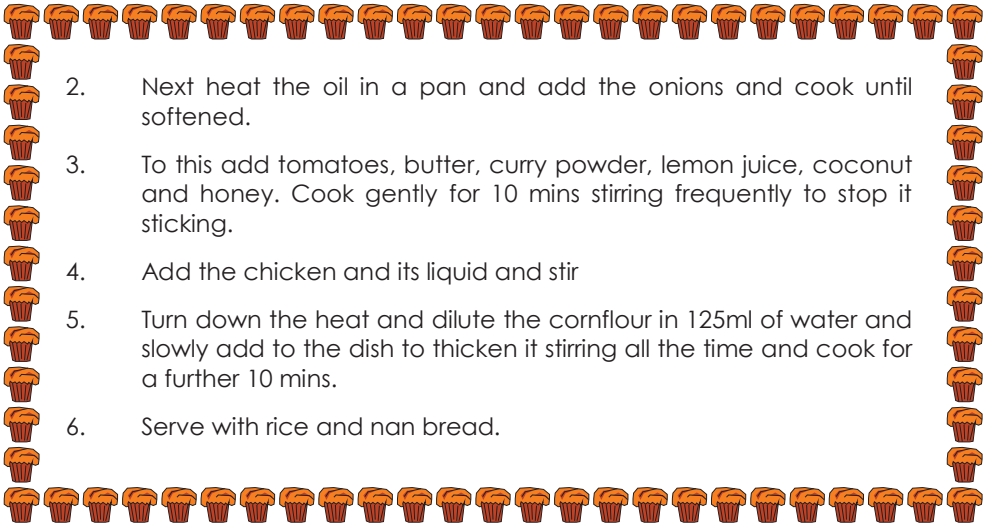 2. Next heat the oil in a pan and add the onions and cook until
softened.
3. To this add tomatoes, butter, curry powder, lemon juice, coconut
and honey. Cook gently for 10 mins stirring frequently to stop it
sticking.
4. Add the chicken and its liquid and stir
5. Turn down the heat and dilute the cornflour in 125ml of water and
slowly add to the dish to thicken it stirring all the time and cook for
a further 10 mins.
6. Serve with rice and nan bread.